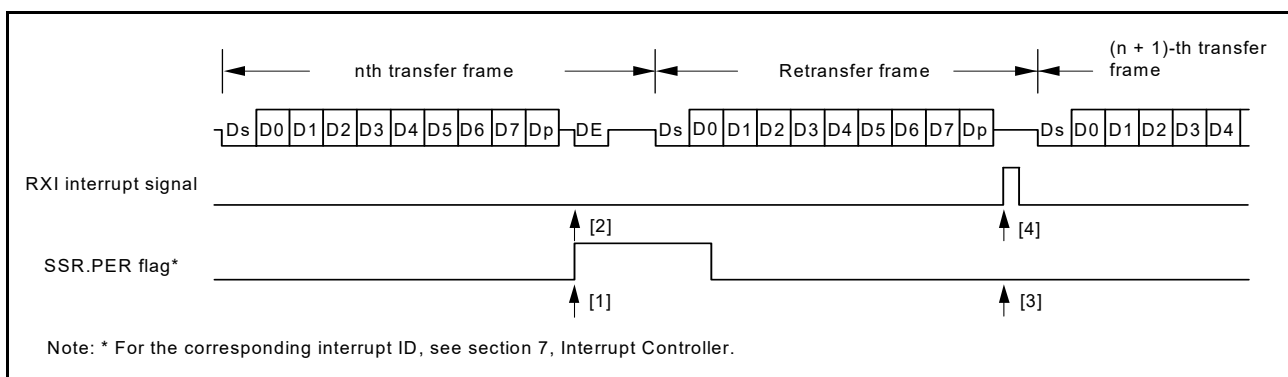 nth transfer frame
Retransfer frame
(n + 1)-th transfer
frame
Ds D0 D1 D2 D3 D4 D5 D6 D7 Dp DE Ds D0 D1 D2 D3 D4 D5 D6 D7 Dp Ds D0 D1 D2 D3 D4
RXI interrupt signal
[2] [4]
SSR.PER flag*
[1] [3]
Note: * For the corresponding interrupt ID, see section 7, Interrupt Controller.